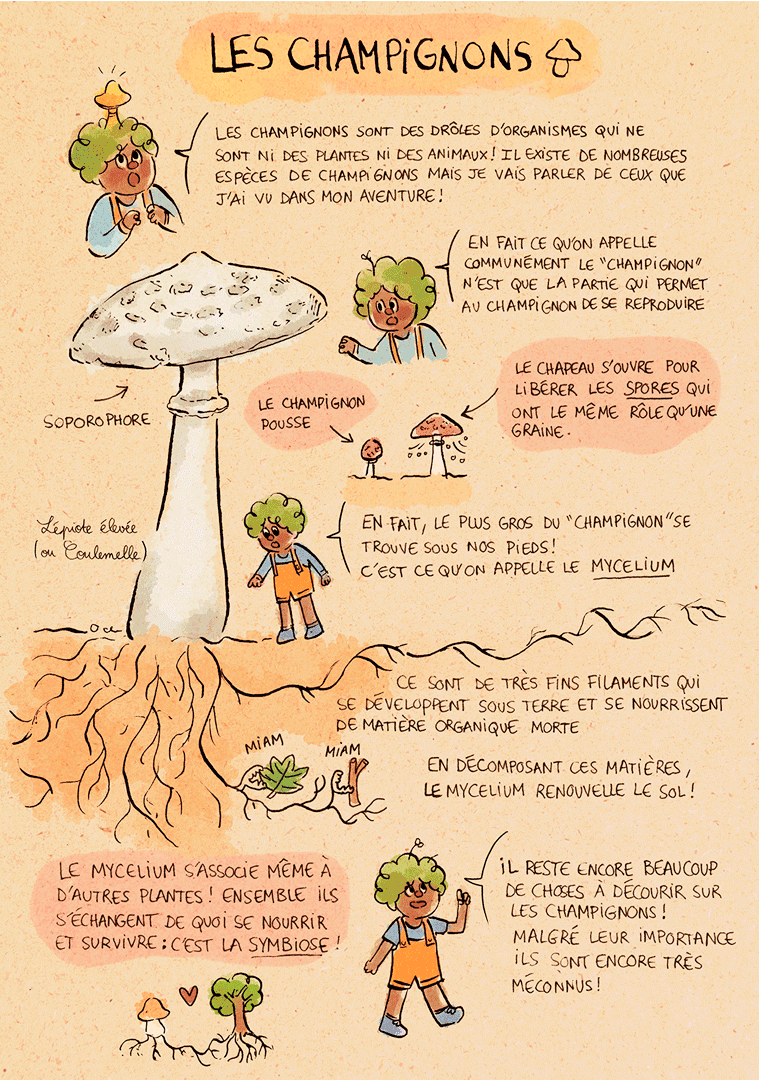 LES CHAMPIGNONS
LES CHAMPIGNONS SONT DES DRÔLES D'ORGANISMES QUI NE
SONT NI DES PLANTES NI DES ANIMAUX! IL EXISTE DE NOMBREUSES
ESPÈCES DE CHAMPIGNONS MAIS JE VAIS PARLER DE CEUX QUE
J'AI VU DANS MON AVENTURE!
EN FAIT CE QU'ON APPELLE
COMMUNÉMENT LE "CHAMPIGNON"
N'EST QUE LA PARTIE QUI PERMET
AU CHAMPIGNON DE SE REPRODUIRE
SOPOROPHORE
LE CHAMPIGNON
POUSSE
LE CHAPEAU S'OUVRE POUR
LIBÉRER LES SPORES QUI
ONT LE MÊME RÔLE QU'UNE
GRAINE.
Lépiote élevée
(ou Coulemelle)
EN FAIT, LE PLUS GROS DU "CHAMPIGNON" SE
TROUVE SOUS NOS PIEDS!
C'EST CE QU'ON APPELLE LE MYCELIUM
CE SONT DE TRÈS FINS FILAMENTS QUI
SE DÉVELOPPENT SOUS TERRE ET SE NOURRISSENT
DE MATIÈRE ORGANIQUE MORTE
MIAM
MIAM
EN DÉCOMPOSANT CES MATIÈRES,
LE MYCELIUM RENOUVELLE LE SOL!
LE MYCELIUM S'ASSOCIE MÊME À
D'AUTRES PLANTES! ENSEMBLE ILS
S'ÉCHANGENT DE QUOI SE NOURRIR
ET SURVIVRE; C'EST LA SYMBIOSE!
IL RESTE ENCORE BEAUCOUP
DE CHOSES À DÉCOURIR SUR
LES CHAMPIGNONS!
MALGRÉ LEUR IMPORTANCE
ILS SONT ENCORE TRÈS
MÉCONNUS!